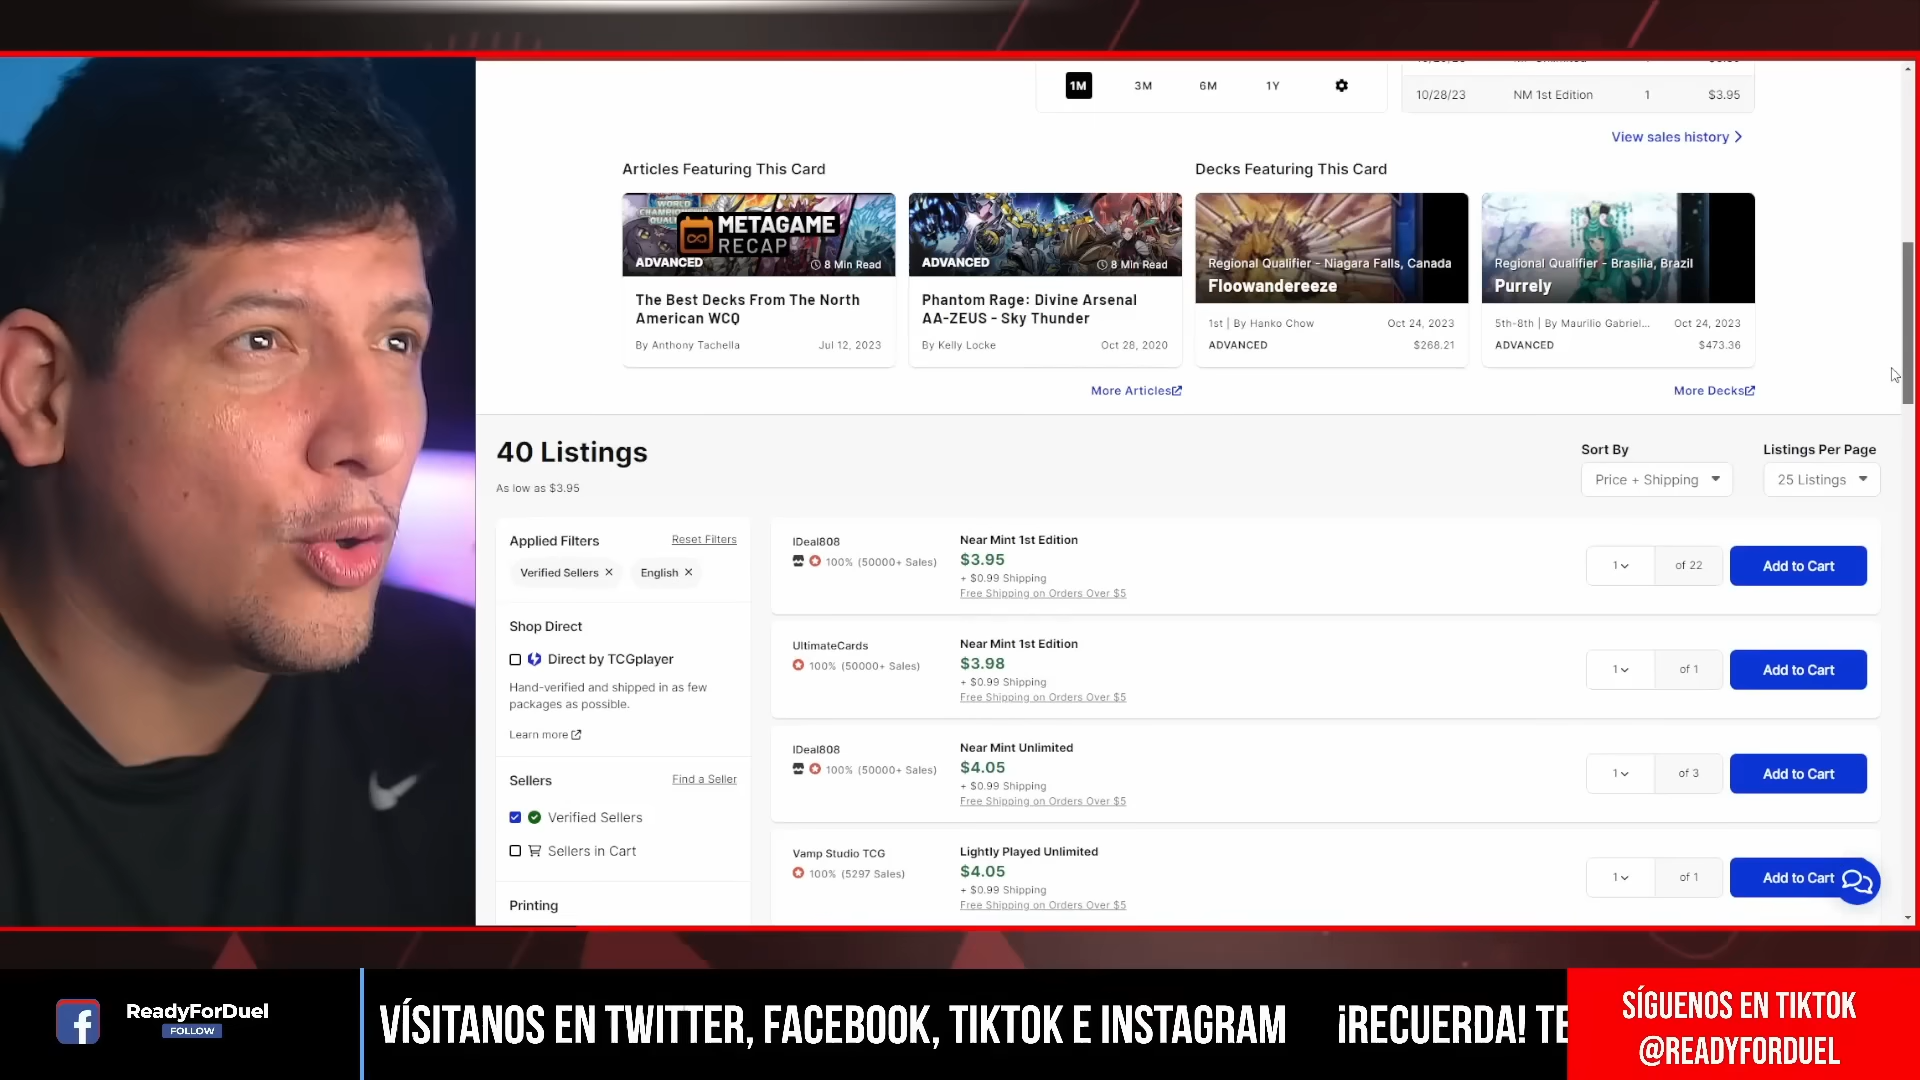 1M 3M 6M 1Y
10/28/23 NM 1st Edition 1 $3.95
View sales history
Articles Featuring This Card
Decks Featuring This Card
WORLD
METAGAME
RECAP
ADVANCED
8 Min Read
The Best Decks From The North
American WCQ
By Anthony Tachella Jul 12, 2023
ADVANCED
8 Min Read
Phantom Rage: Divine Arsenal
AA-ZEUS - Sky Thunder
By Kelly Locke Oct 28, 2020
More Articles
Regional Qualifier - Niagara Falls, Canada
Floowandereeze
1st | By Hanko Chow Oct 24, 2023
ADVANCED $268.21
Regional Qualifier - Brasilia, Brazil
Purrely
5th-8th | By Maurilio Gabriel... Oct 24, 2023
ADVANCED $473.36
More Decks
40 Listings
As low as $3.95
Sort By
Price + Shipping
Listings Per Page
25 Listings
Applied Filters Reset Filters
Verified Sellers ✕ English ✕
Shop Direct
Direct by TCGplayer
Hand-verified and shipped in as few
packages as possible.
Learn more
Sellers Find a Seller
Verified Sellers
Sellers in Cart
Printing
IDeal808
100% (50000+ Sales)
Near Mint 1st Edition
$3.95
+ $0.99 Shipping
Free Shipping on Orders Over $5
1 of 22 Add to Cart
UltimateCards
100% (50000+ Sales)
Near Mint 1st Edition
$3.98
+ $0.99 Shipping
Free Shipping on Orders Over $5
1 of 1 Add to Cart
IDeal808
100% (50000+ Sales)
Near Mint Unlimited
$4.05
+ $0.99 Shipping
Free Shipping on Orders Over $5
1 of 3 Add to Cart
Vamp Studio TCG
100% (5297 Sales)
Lightly Played Unlimited
$4.05
+ $0.99 Shipping
Free Shipping on Orders Over $5
1 of 1 Add to Cart
ReadyForDuel
FOLLOW
VÍSITANOS EN TWITTER, FACEBOOK, TIKTOK E INSTAGRAM ¡RECUERDA! TE
SÍGUENOS EN TIKTOK
@READYFORDUEL